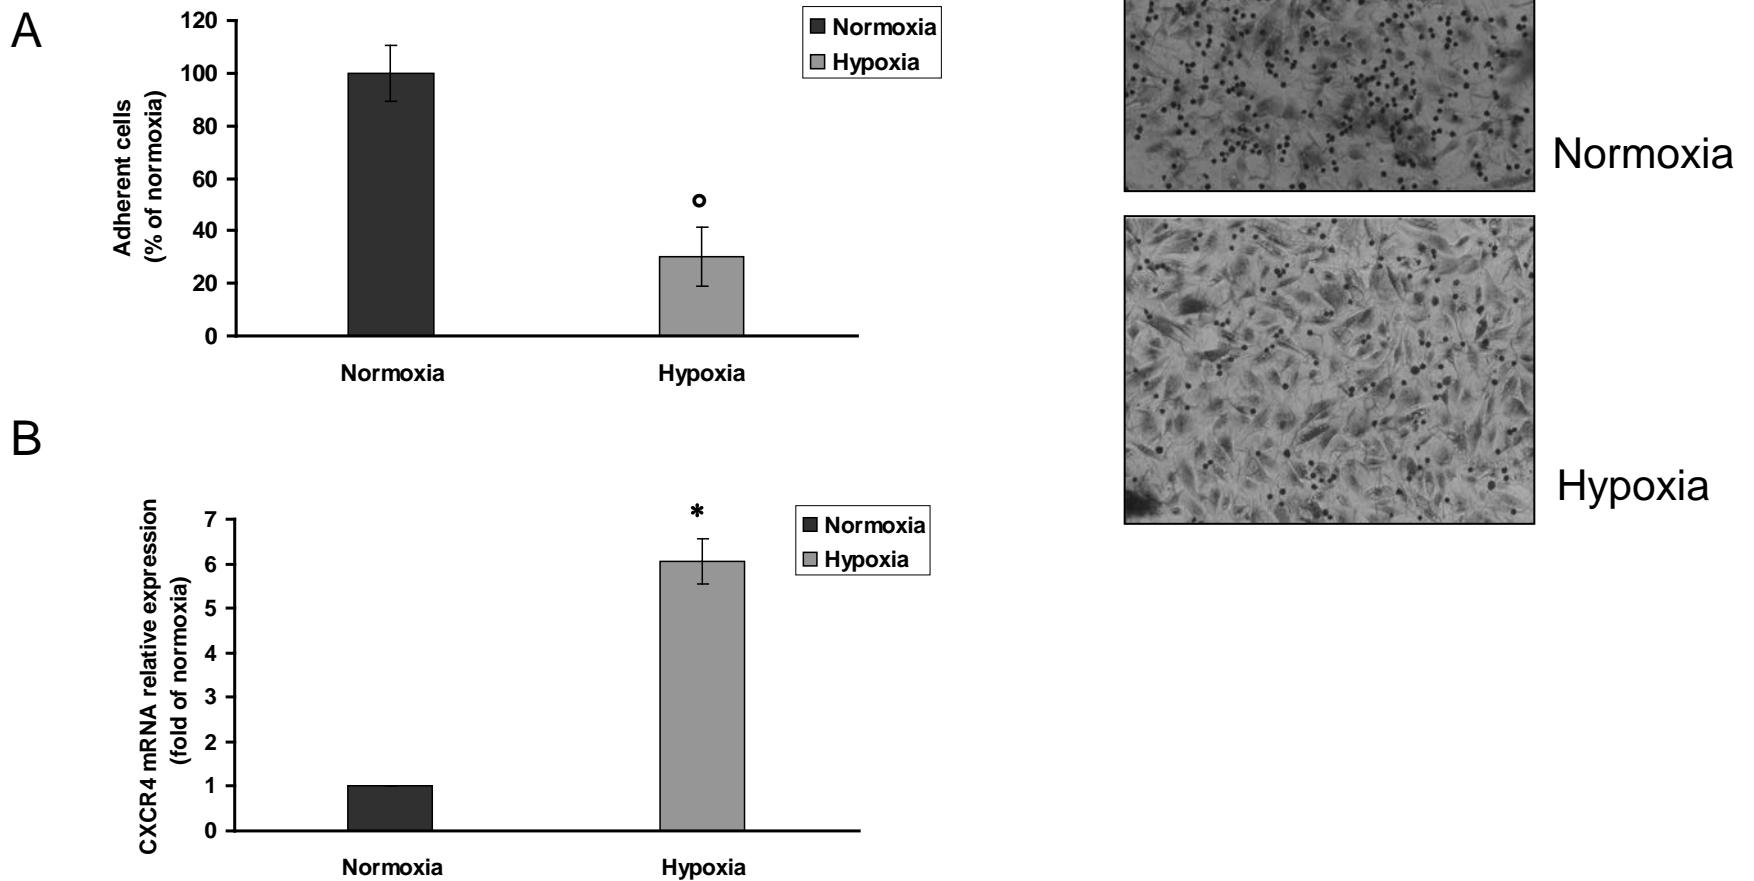 A
120
100
80
60
40
20
0
Adherent cells
(% of normoxia)
Normoxia
Hypoxia
°
Normoxia
Hypoxia
Normoxia
Hypoxia
B
7
6
5
4
3
2
1
0
CXCR4 mRNA relative expression
(fold of normoxia)
*
Normoxia
Hypoxia
Normoxia
Hypoxia